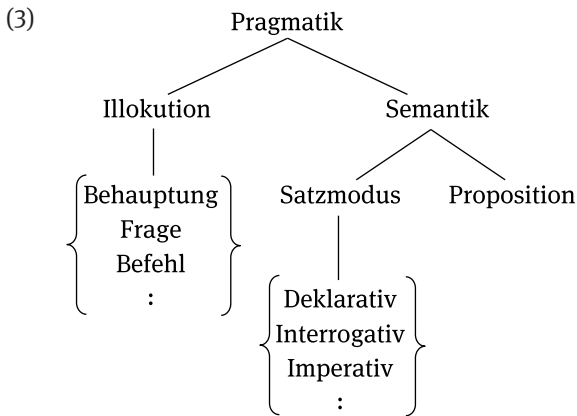 (3)
Pragmatik
Illokution
Semantik
Behauptung
Frage
Befehl
:
Satzmodus
Proposition
Deklarativ
Interrogativ
Imperativ
: